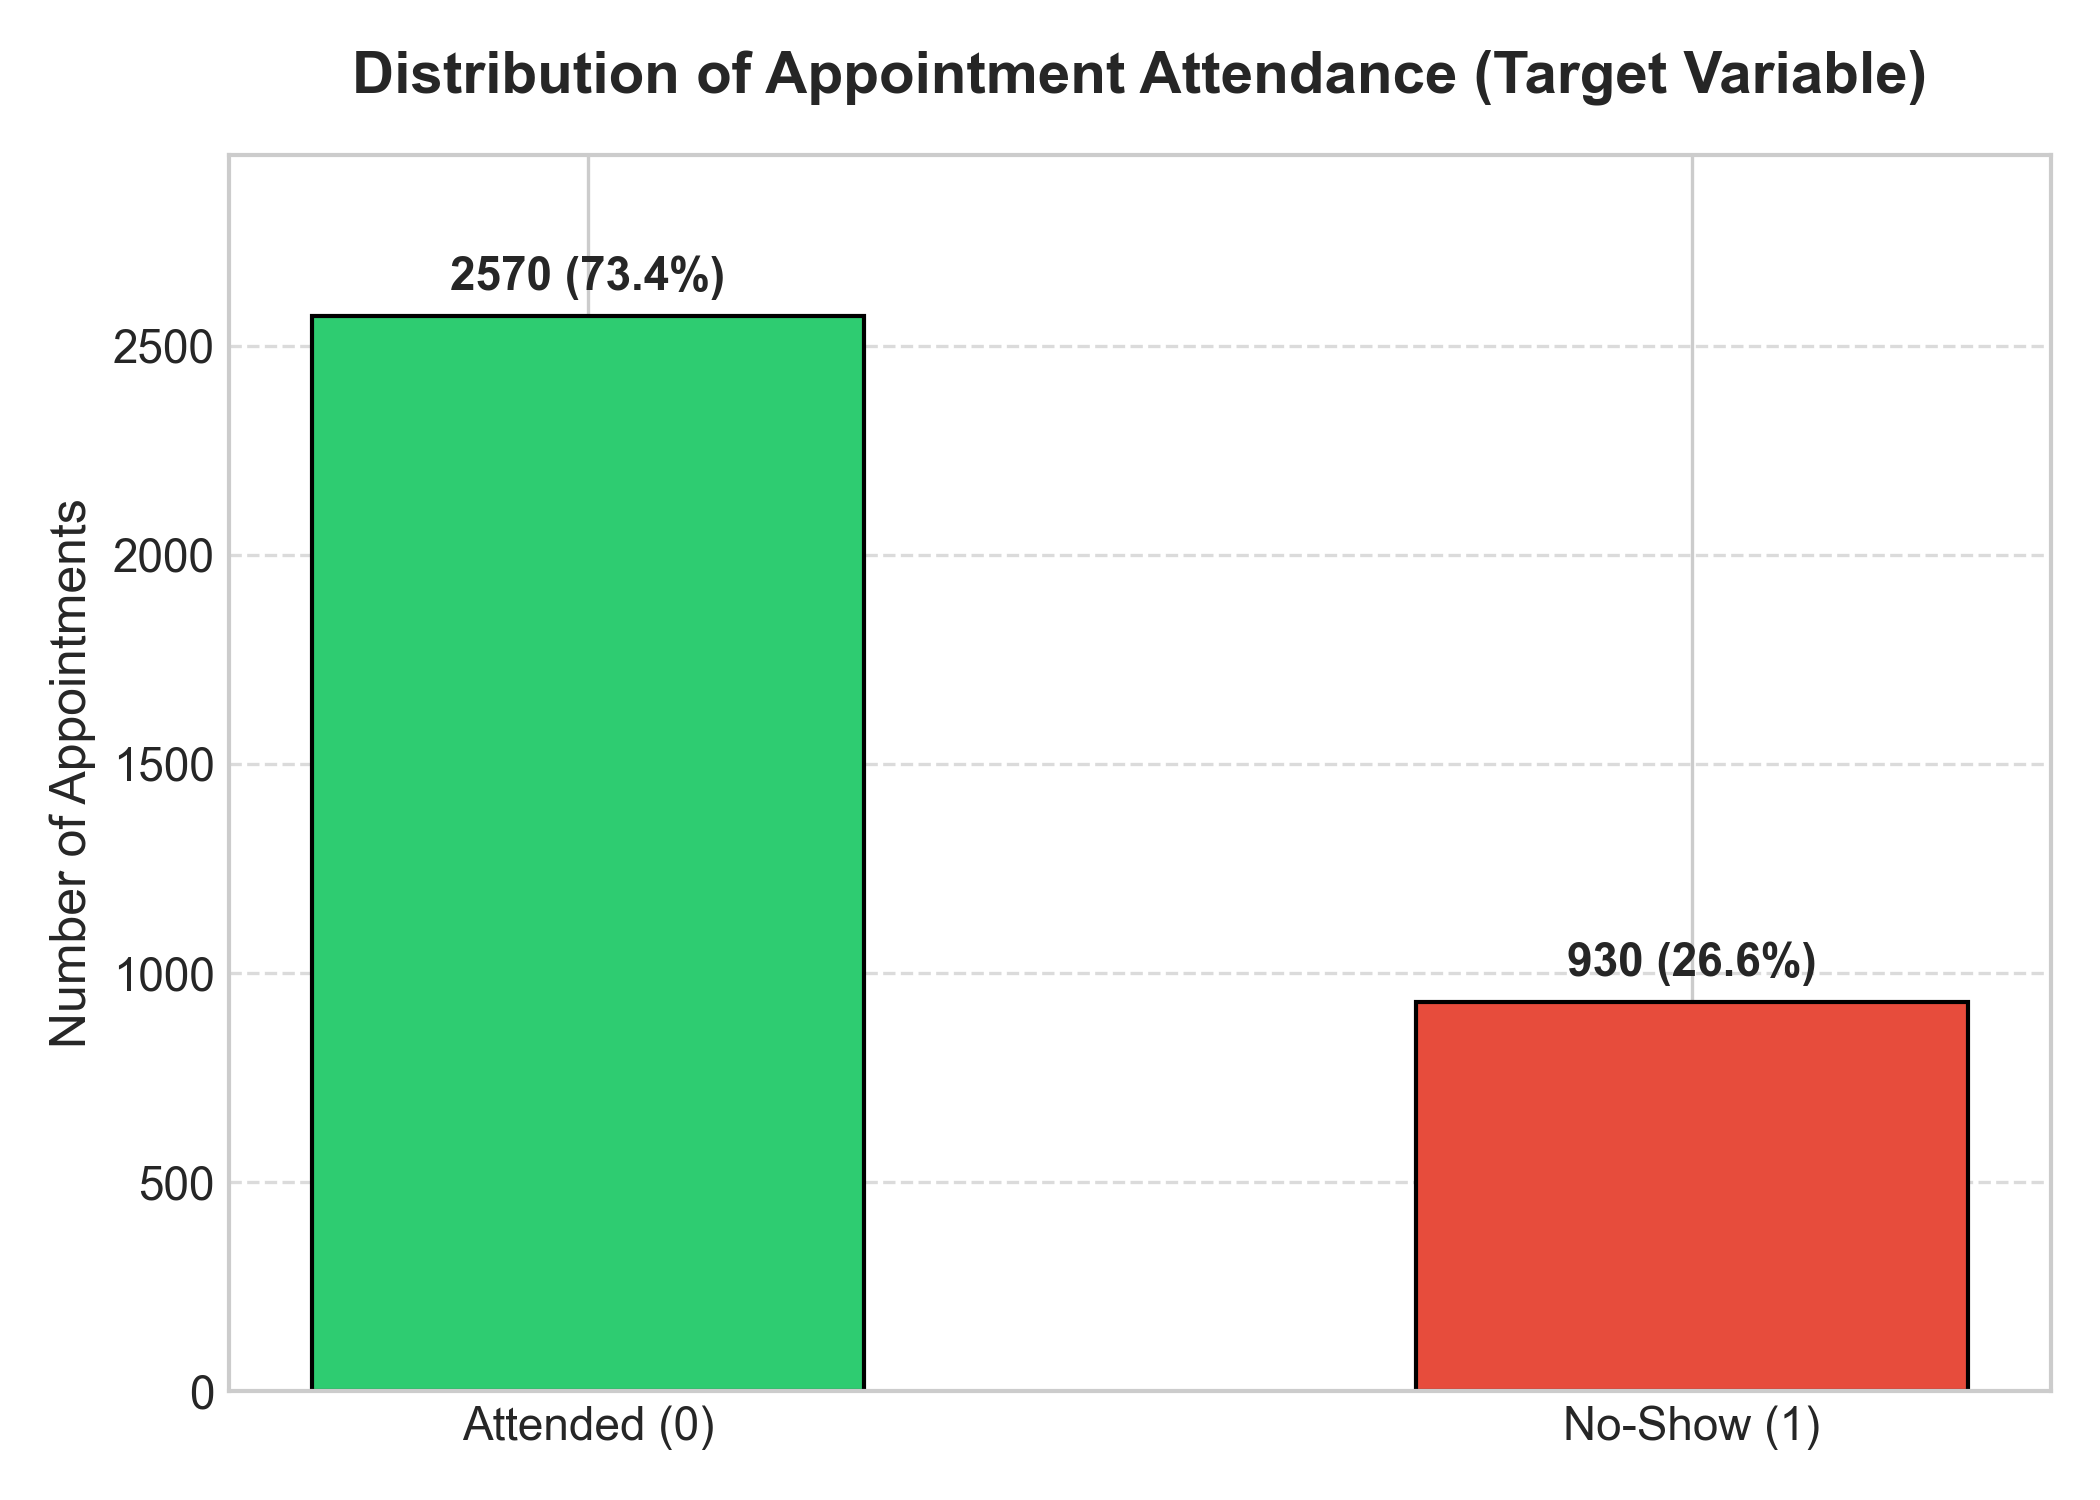 Distribution of Appointment Attendance (Target Variable)
2570 (73.4%)
930 (26.6%)
Number of Appointments
2500
2000
1500
1000
500
0
Attended (0)
No-Show (1)